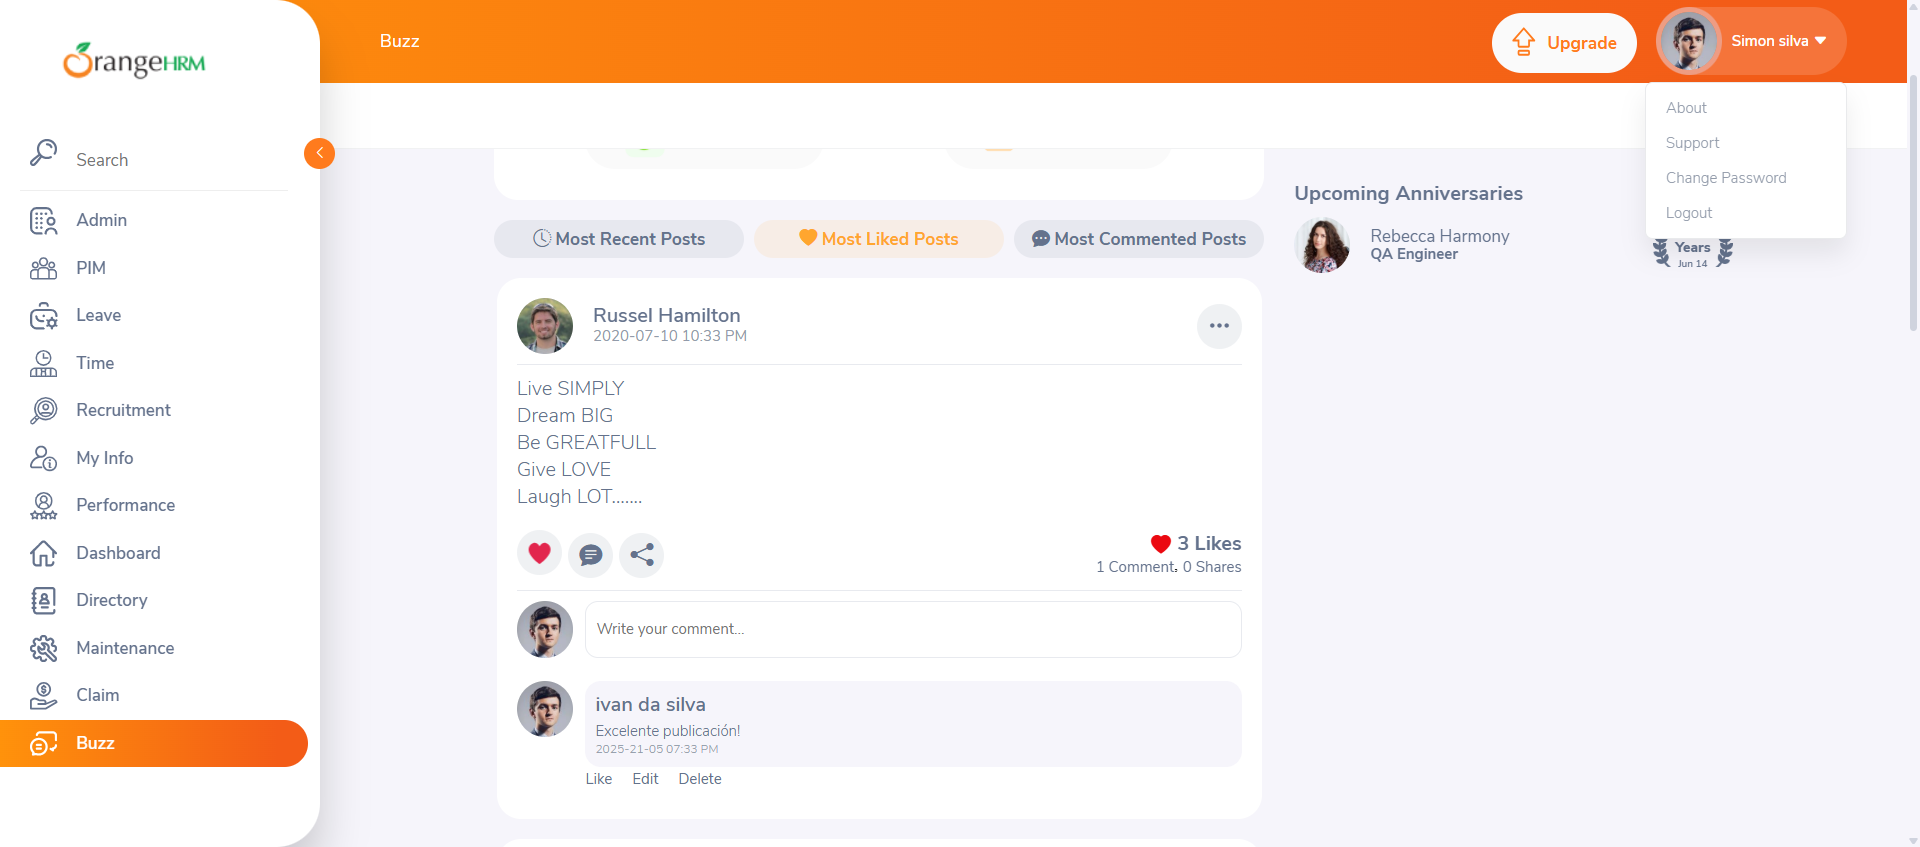 OrangeHRM
Search
Admin
PIM
Leave
Time
Recruitment
My Info
Performance
Dashboard
Directory
Maintenance
Claim
Buzz
Buzz
Upgrade
Simon silva
About
Support
Change Password
Logout
Most Recent Posts
Most Liked Posts
Most Commented Posts
Russel Hamilton
2020-07-10 10:33 PM
Live SIMPLY
Dream BIG
Be GREATFULL
Give LOVE
Laugh LOT.......
3 Likes
1 Comment, 0 Shares
Write your comment...
ivan da silva
Excelente publicación!
2025-21-05 07:33 PM
Like Edit Delete
Upcoming Anniversaries
Rebecca Harmony
QA Engineer
Years
Jun 14